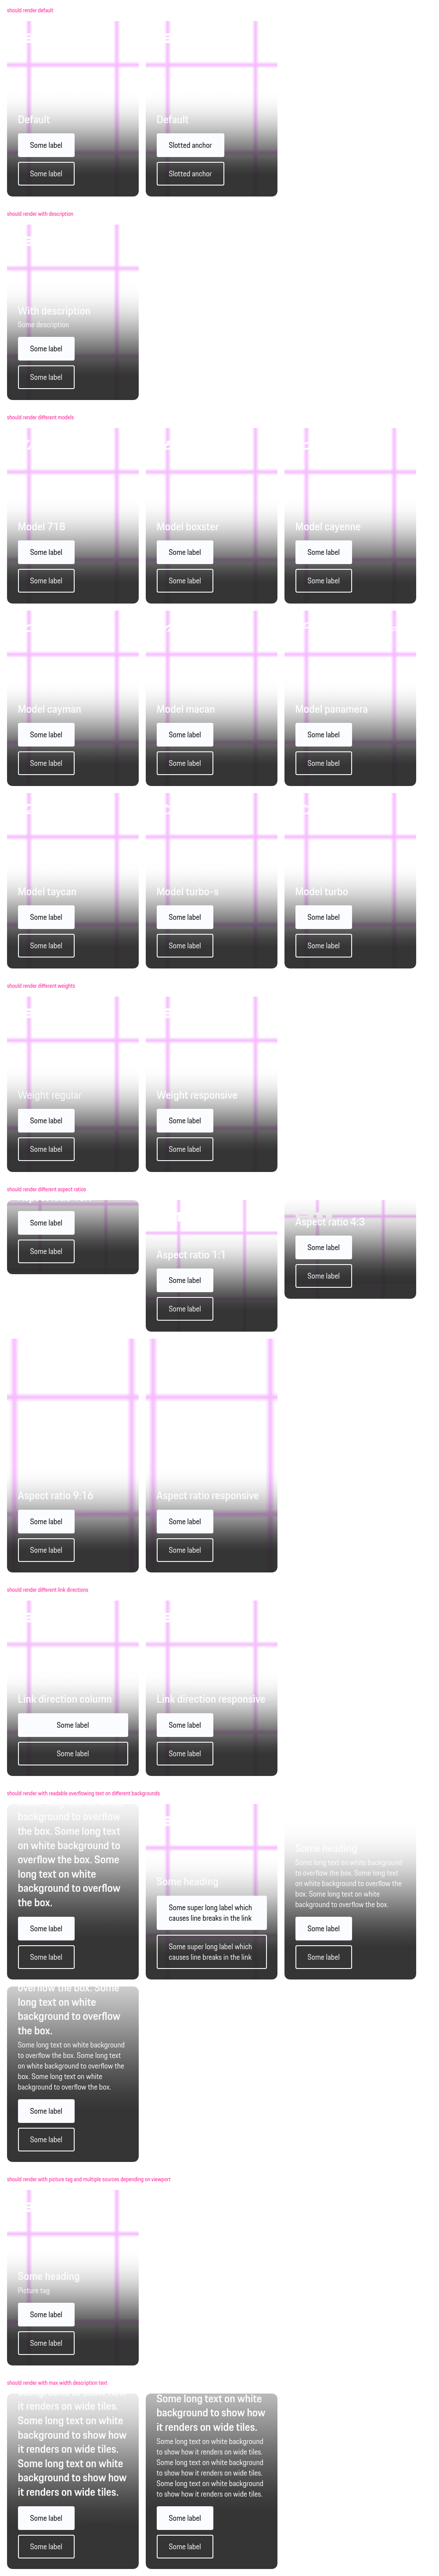 should render default
Default
Default
Some label
Slotted anchor
Some label
Slotted anchor
should render with description
With description
Some description
Some label
Some label
should render different models
Model 718
Model boxster
Model cayenne
Some label
Some label
Some label
Some label
Some label
Some label
Model cayman
Model macan
Model panamera
Some label
Some label
Some label
Some label
Some label
Some label
Model taycan
Model turbo-s
Model turbo
Some label
Some label
Some label
Some label
Some label
Some label
should render different weights
Weight regular
Weight responsive
Some label
Some label
Some label
Some label
should render different aspect ratios
Some label
Some label
Aspect ratio 1:1
Some label
Some label
Aspect ratio 4:3
Some label
Some label
Aspect ratio 9:16
Aspect ratio responsive
Some label
Some label
Some label
Some label
should render different link directions
Link direction column
Link direction responsive
Some label
Some label
Some label
Some label
should render with readable overflowing text on different backgrounds
background to overflow
the box. Some long text
on white background to
overflow the box. Some
long text on white
background to overflow
the box.
Some label
Some label
Some heading
Some super long label which
causes line breaks in the link
Some super long label which
causes line breaks in the link
Some heading
Some long text on white background
to overflow the box. Some long text
on white background to overflow the
box. Some long text on white
background to overflow the box.
Some label
Some label
overflow the box. Some
long text on white
background to overflow
the box.
Some long text on white background
to overflow the box. Some long text
on white background to overflow the
box. Some long text on white
background to overflow the box.
Some label
Some label
should render with picture tag and multiple sources depending on viewport
Some heading
Picture tag
Some label
Some label
should render with max width description text
it renders on wide tiles.
Some long text on white
background to show how
it renders on wide tiles.
Some long text on white
background to show how
it renders on wide tiles.
Some label
Some label
Some long text on white
background to show how
it renders on wide tiles.
Some long text on white background
to show how it renders on wide tiles.
Some long text on white background
to show how it renders on wide tiles.
Some long text on white background
to show how it renders on wide tiles.
Some label
Some label